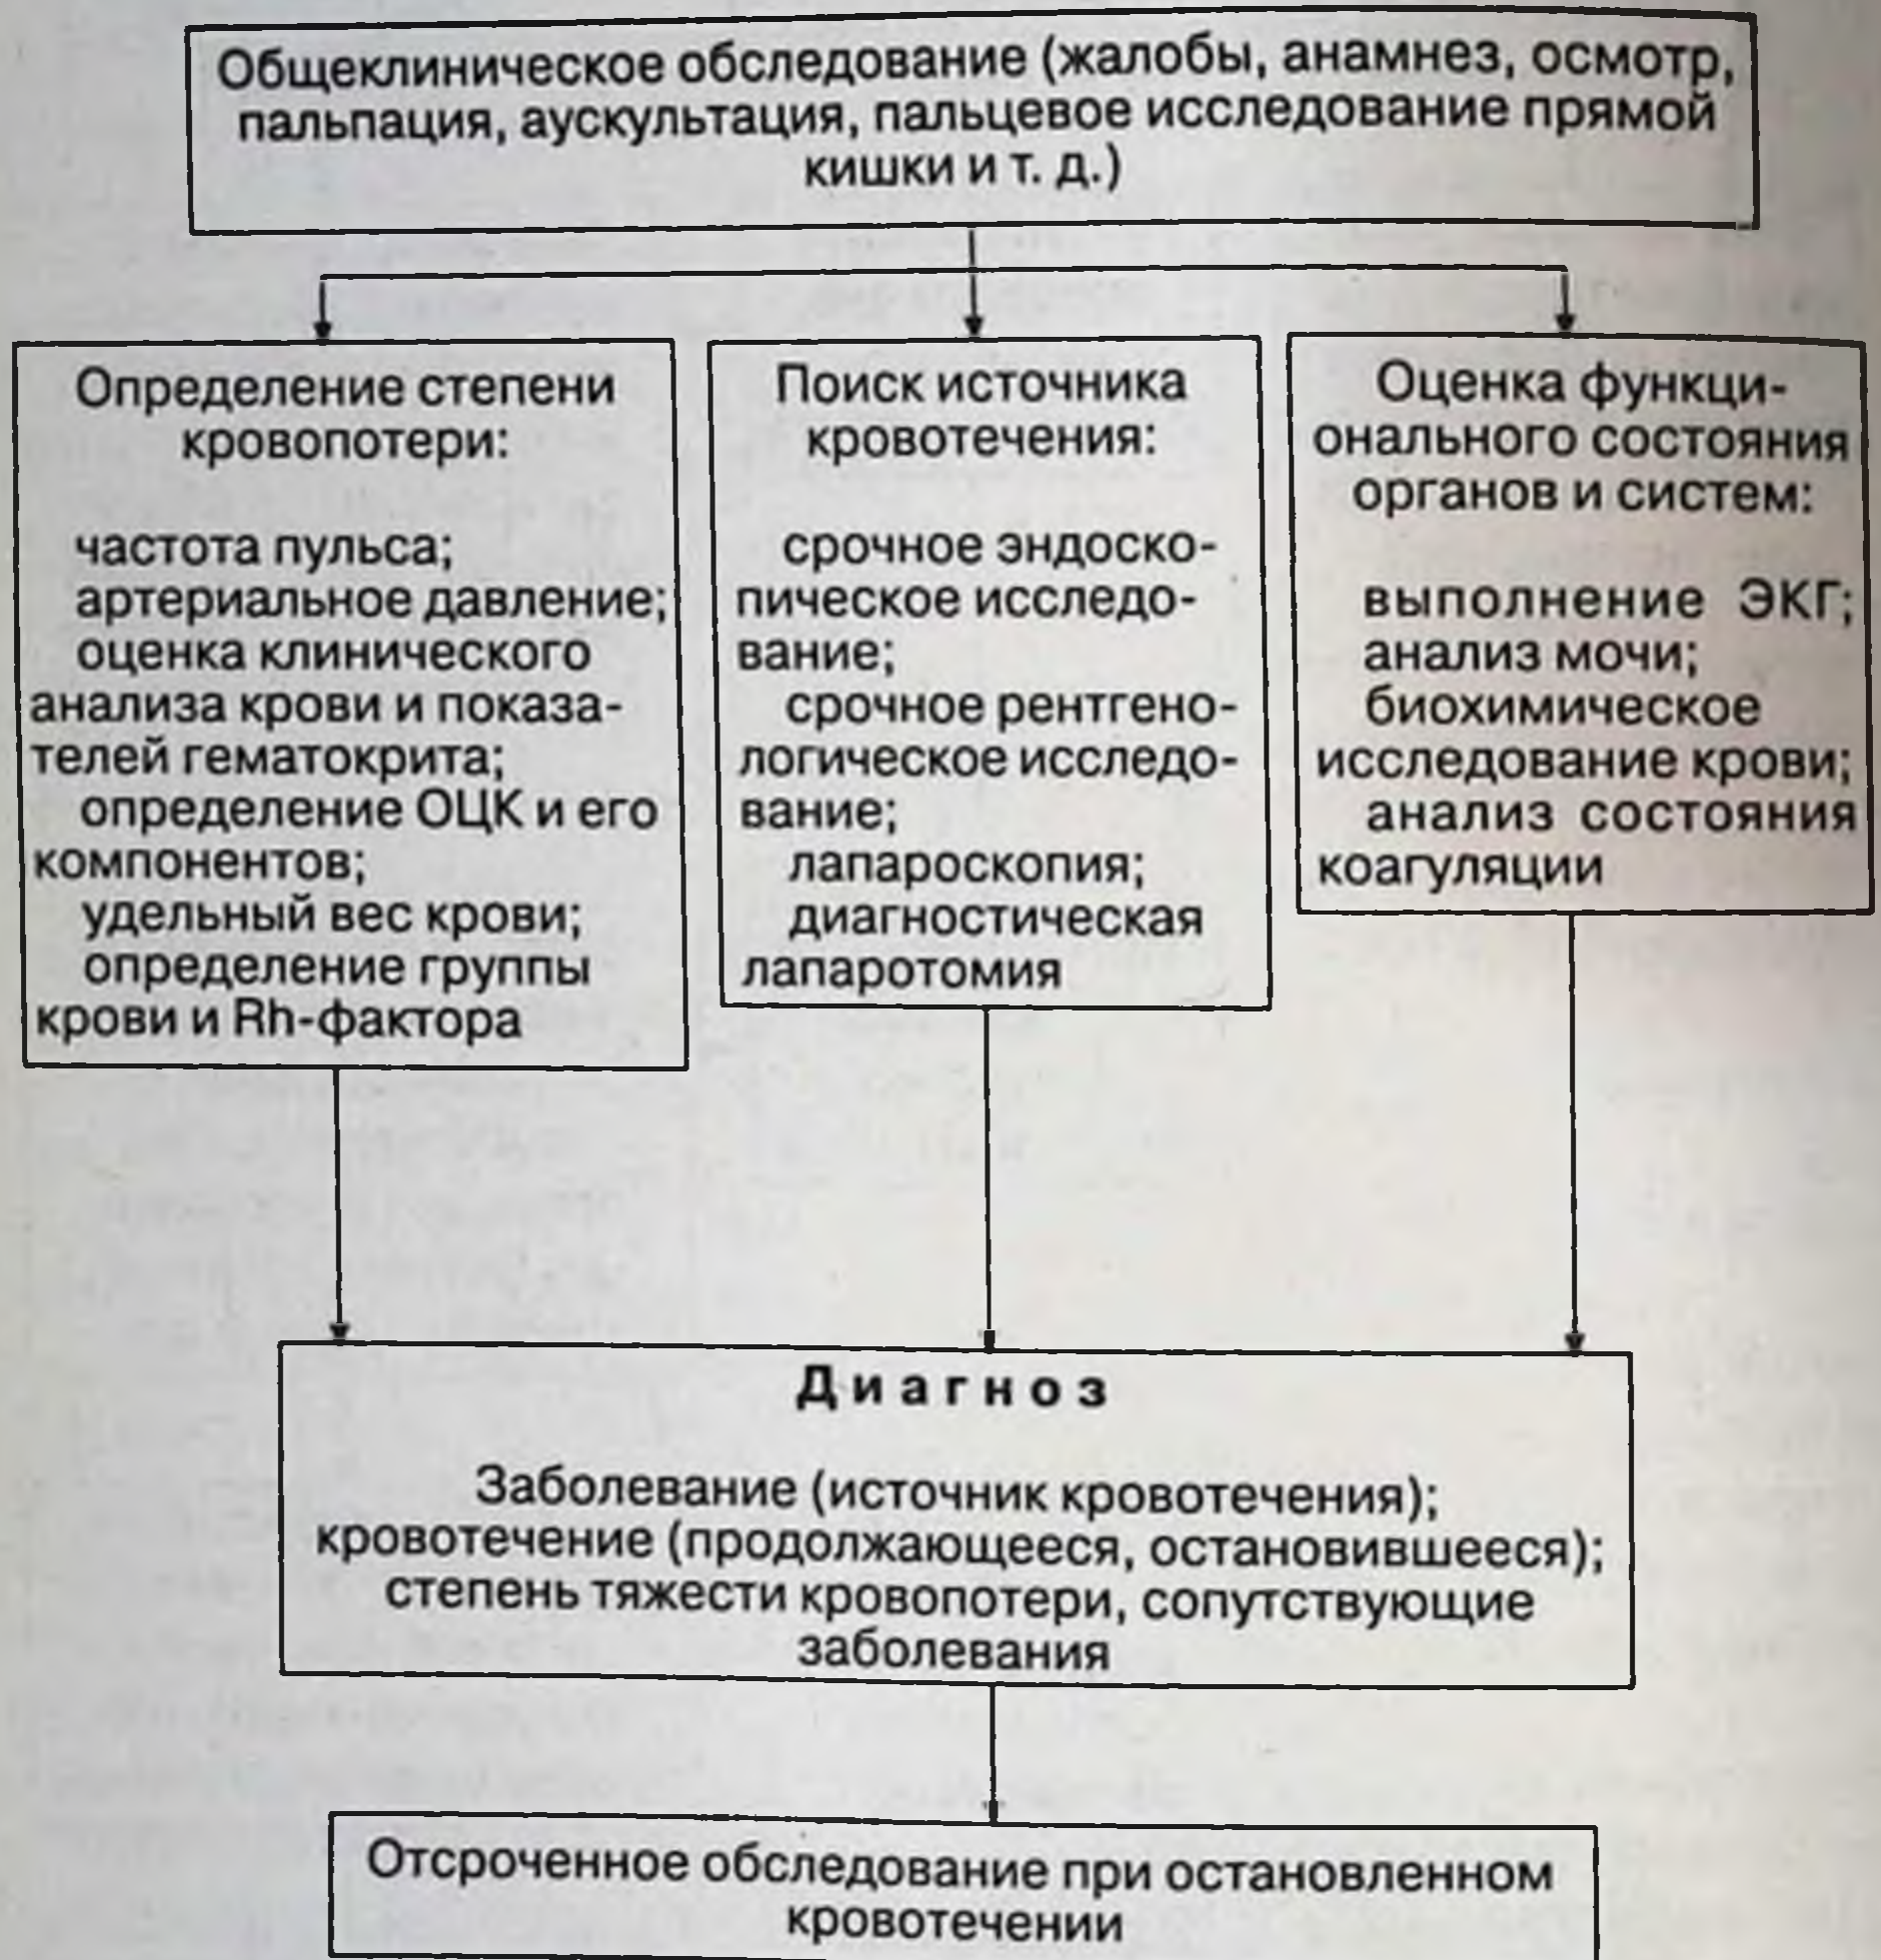 Общеклиническое обследование (жалобы, анамнез, осмотр,
пальпация, аускультация, пальцевое исследование прямой
кишки и т. д.)
Определение степени
кровопотери:
частота пульса;
артериальное давление;
оценка клинического
анализа крови и показа-
телей гематокрита;
определение ОЦК и его
компонентов;
удельный вес крови;
определение группы
крови и Rh-фактора
Поиск источника
кровотечения:
срочное эндоско-
пическое исследо-
вание;
срочное рентгено-
логическое исследо-
вание;
лапароскопия;
диагностическая
лапаротомия
Оценка функци-
онального состояния
органов и систем:
выполнение ЭКГ;
анализ мочи;
биохимическое
исследование крови;
анализ состояния
коагуляции
Диагноз
Заболевание (источник кровотечения);
кровотечение (продолжающееся, остановившееся);
степень тяжести кровопотери, сопутствующие
заболевания
Отсроченное обследование при остановленном
кровотечении